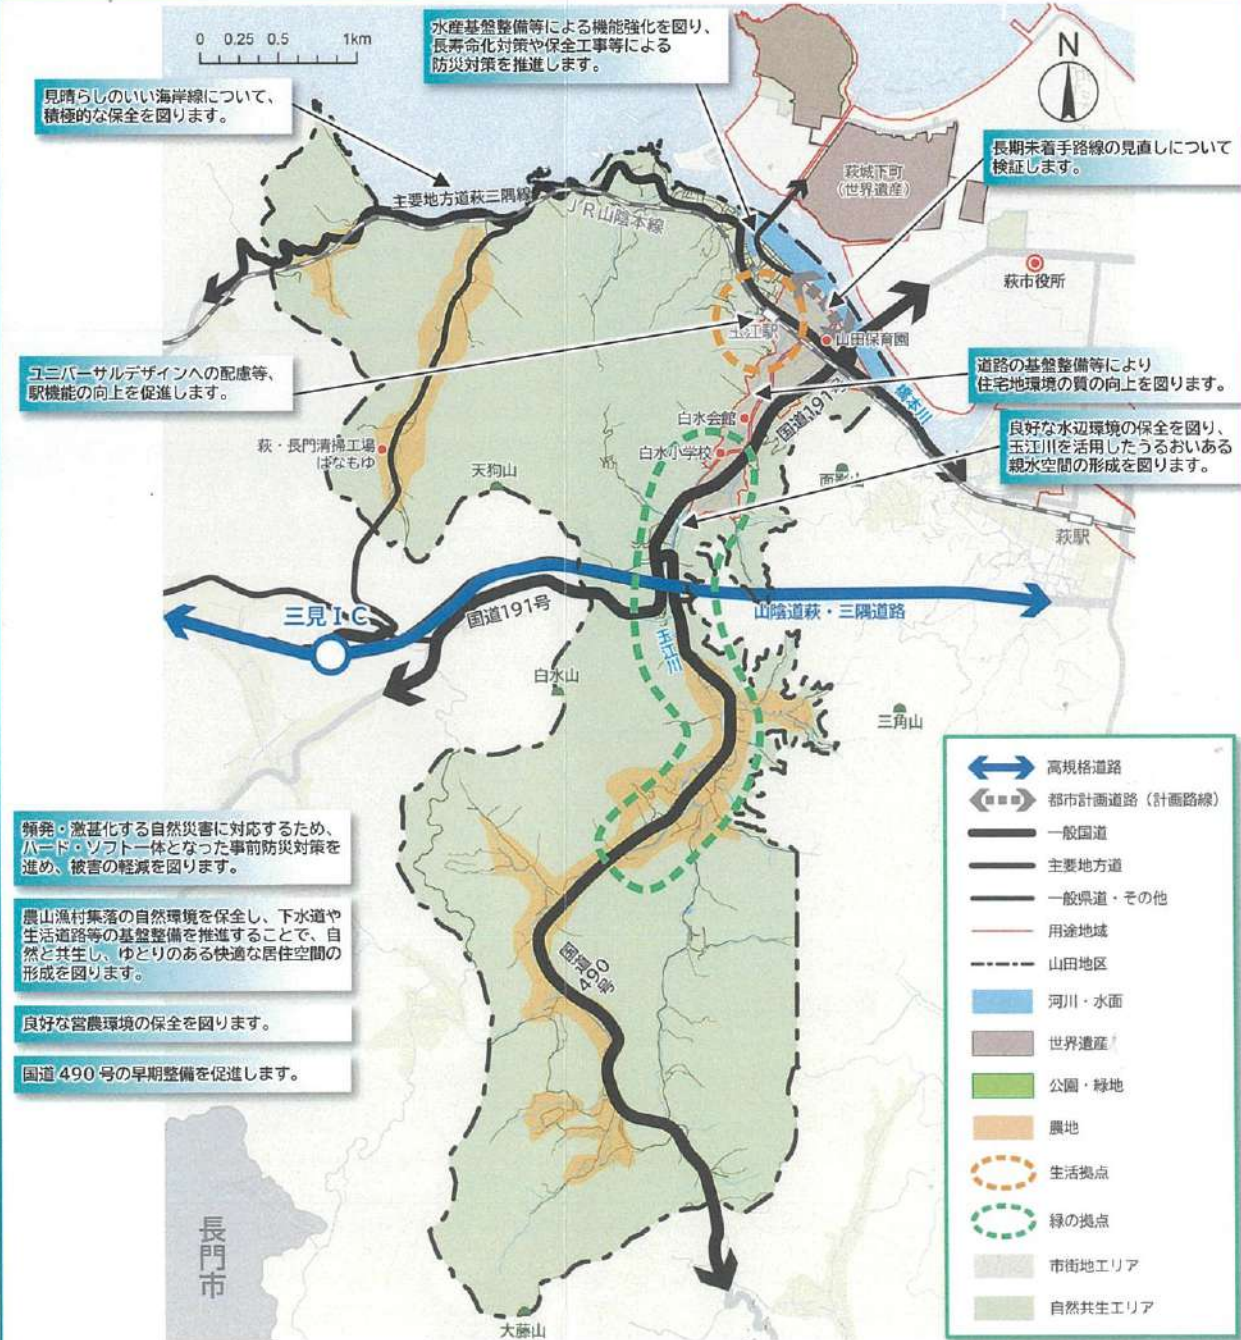 0 0.25 0.5 1km
水産基盤整備等による機能強化を図り、
長寿命化対策や保全工事等による
防災対策を推進します。
N
見晴らしのいい海岸線について、
積極的な保全を図ります。
長期未着手路線の見直しについて
検証します。
萩城下町
(世界遺産)
主要地方道萩三隅線
JR山陰本線
萩市役所
玉江駅
山田保育園
ユニバーサルデザインへの配慮等、
駅機能の向上を促進します。
道路の基盤整備等により
住宅地環境の質の向上を図ります。
橋本川
国道191号
白水会館
白水小学校
良好な水辺環境の保全を図り、
玉江川を活用したうるおいある
親水空間の形成を図ります。
萩・長門清掃工場
はなもゆ
天狗山
面影山
萩駅
三見IC
国道191号
山陰道萩・三隅道路
玉江川
白水山
三角山
頻発・激甚化する自然災害に対応するため、
ハード・ソフト一体となった事前防災対策を
進め、被害の軽減を図ります。
農山漁村集落の自然環境を保全し、下水道や
生活道路等の基盤整備を推進することで、自
然と共生し、ゆとりのある快適な居住空間の
形成を図ります。
良好な営農環境の保全を図ります。
国道490号の早期整備を促進します。
国道
490
号
長門市
大藤山
高規格道路
都市計画道路(計画路線)
一般国道
主要地方道
一般県道・その他
用途地域
山田地区
河川・水面
世界遺産
公園・緑地
農地
生活拠点
緑の拠点
市街地エリア
自然共生エリア